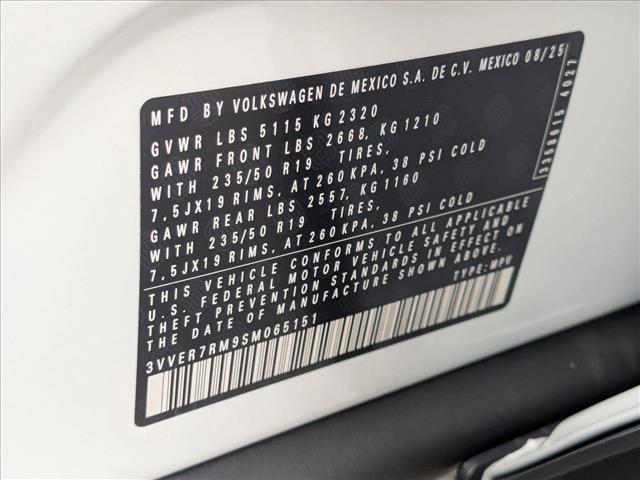 MFD BY VOLKSWAGEN DE MEXICO S.A. DE C.V. MEXICO 08/25
GVWR LBS 5115 KG 2320
GAWR FRONT LBS 2668, KG 1210
WITH 235/50 R19 TIRES,
7.5JX19 RIMS, AT 260 KPA, 38 PSI COLD
GAWR REAR LBS 2557, KG 1160
WITH 235/50 R19 TIRES,
7.5JX19 RIMS, AT 260 KPA, 38 PSI COLD
THIS VEHICLE CONFORMS TO ALL APPLICABLE
U.S. FEDERAL MOTOR VEHICLE SAFETY AND
THEFT PREVENTION STANDARDS IN EFFECT ON
THE DATE OF MANUFACTURE SHOWN ABOVE.
3VVER7RM9SM065151 TYPE: MPV
3358015 4027